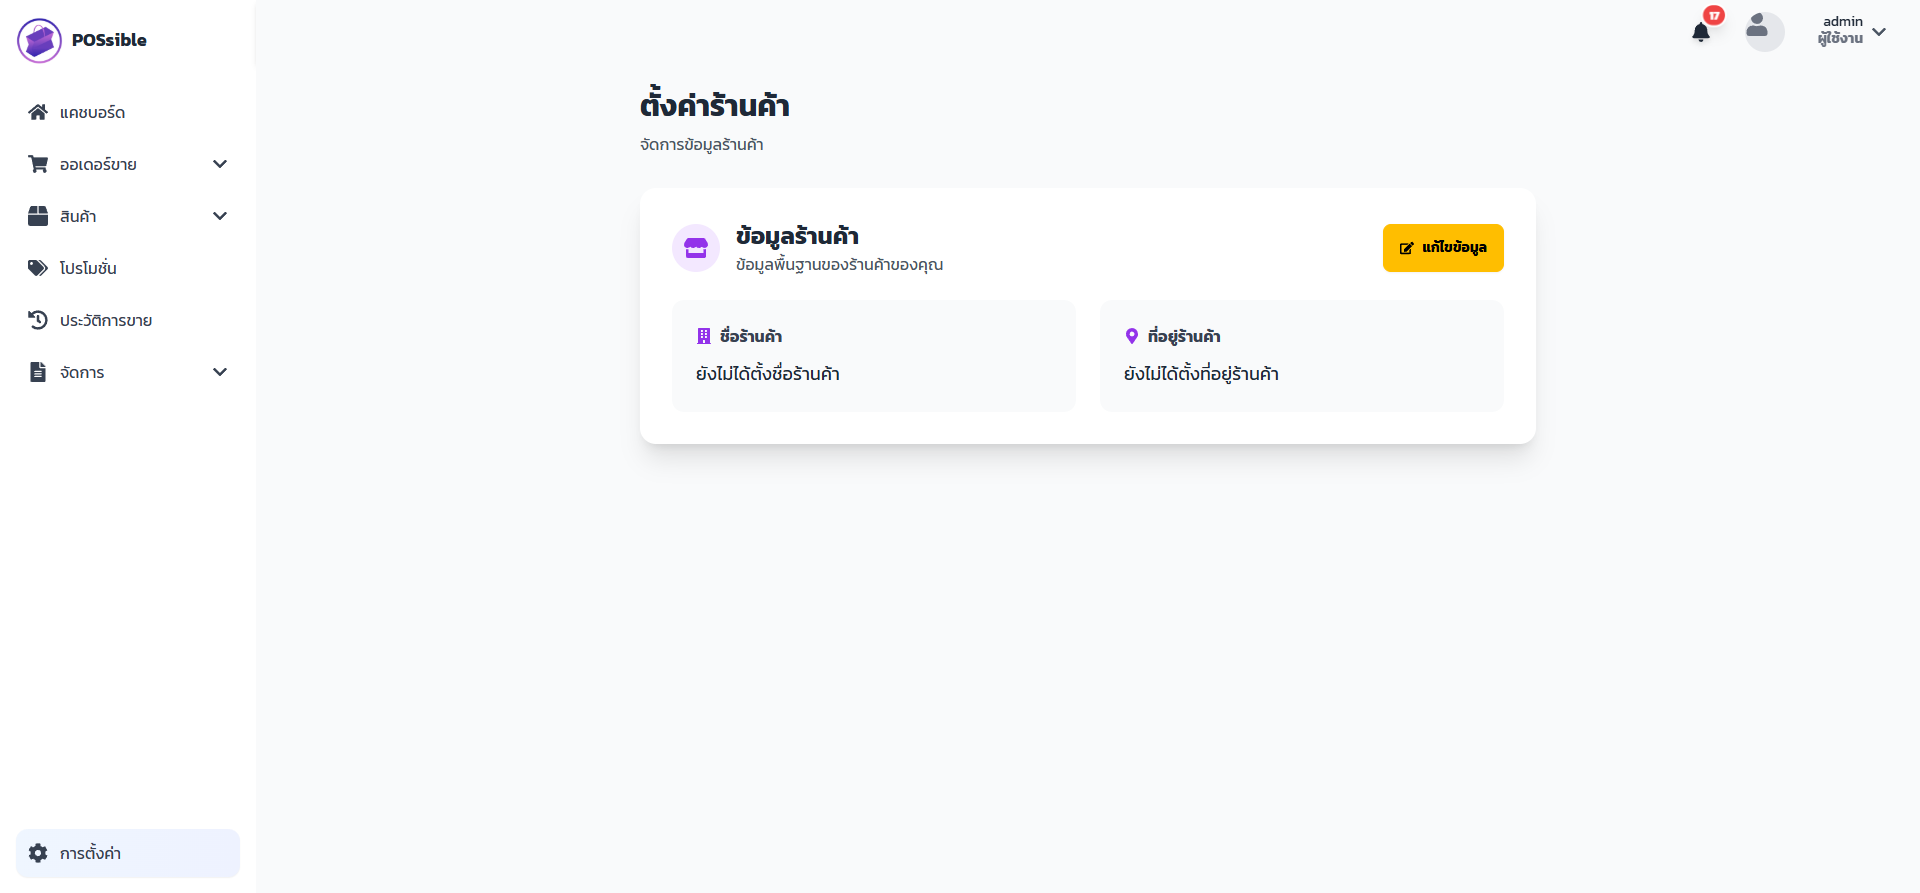 POSsible
แคชบอร์ด
ออเดอร์ขาย
สินค้า
โปรโมชั่น
ประวัติการขาย
จัดการ
การตั้งค่า
17
admin
ผู้ใช้งาน
ตั้งค่าร้านค้า
จัดการข้อมูลร้านค้า
ข้อมูลร้านค้า
ข้อมูลพื้นฐานของร้านค้าของคุณ
แก้ไขข้อมูล
ชื่อร้านค้า
ยังไม่ได้ตั้งชื่อร้านค้า
ที่อยู่ร้านค้า
ยังไม่ได้ตั้งที่อยู่ร้านค้า